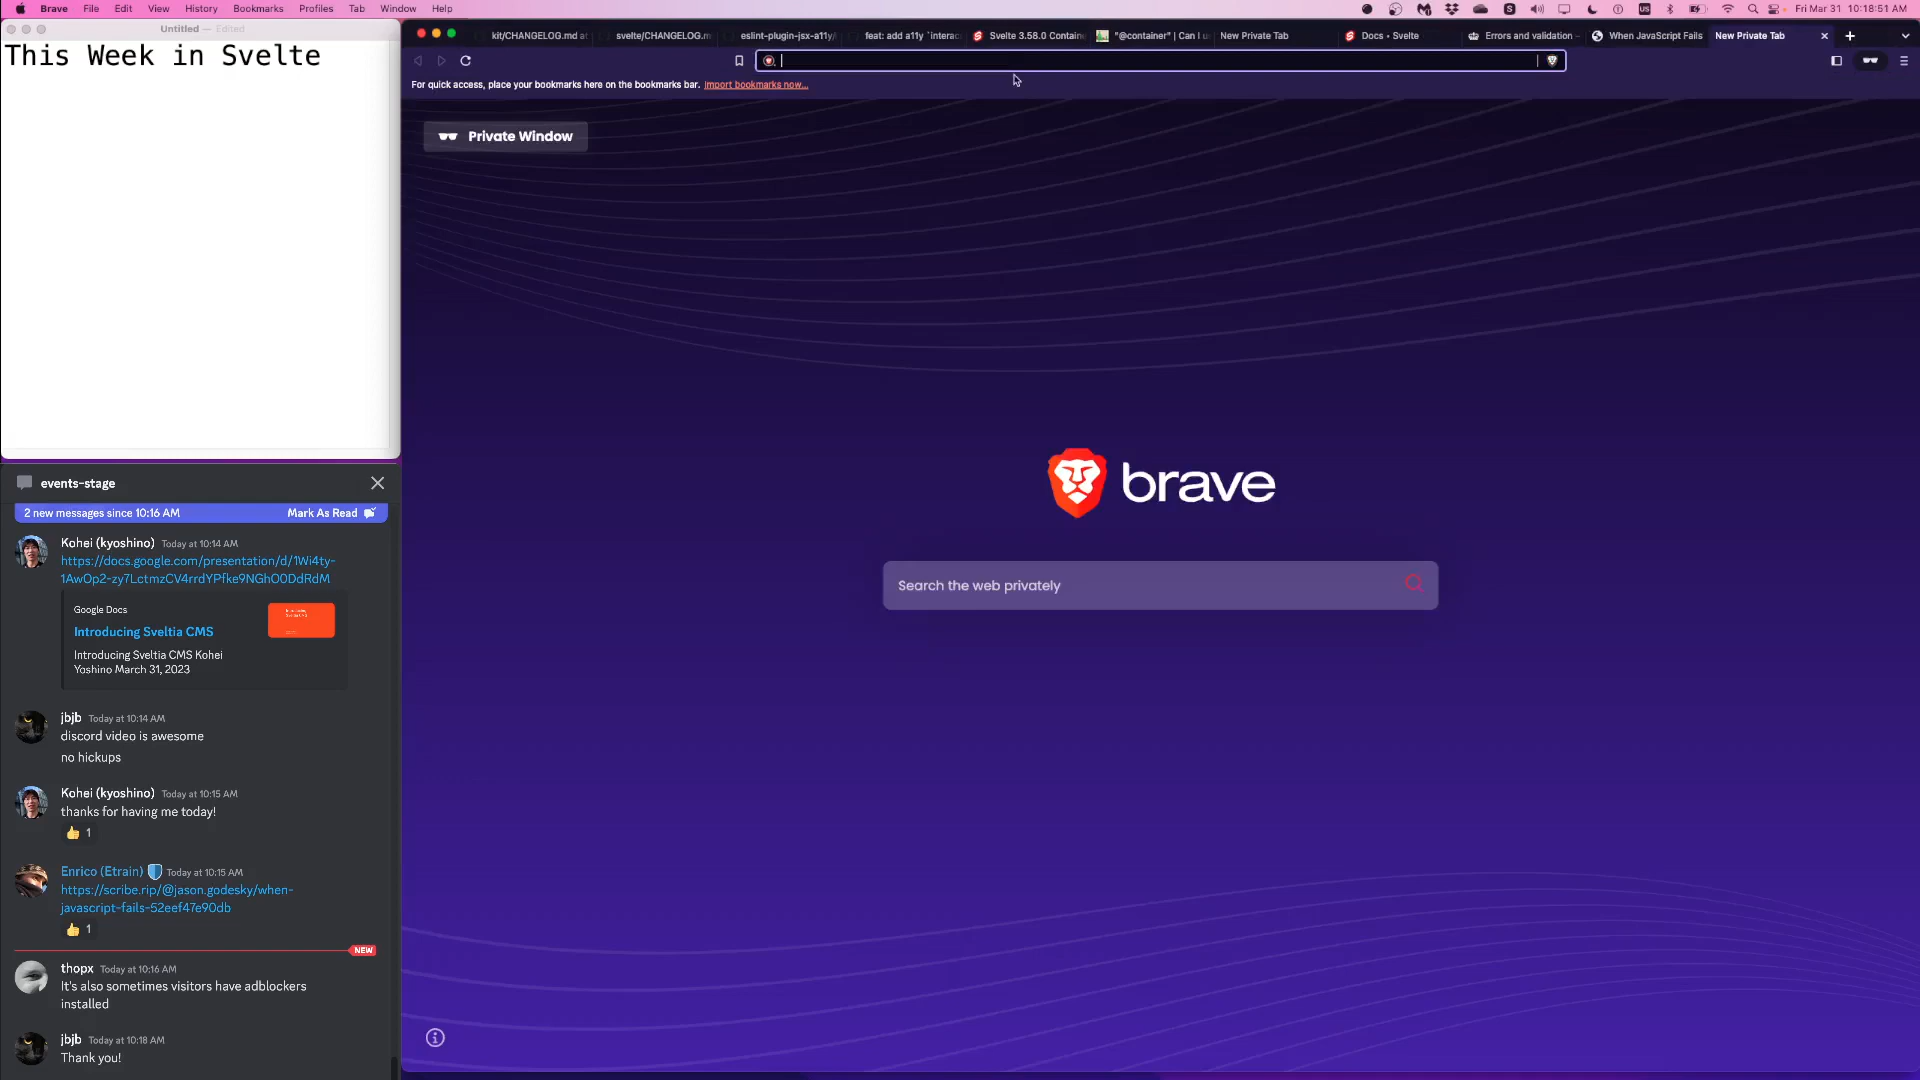 Brave File Edit View History Bookmarks Profiles Tab Window Help
Fri Mar 31 10:18:51 AM
Untitled — Edited
This Week in Svelte
kit/CHANGELOG.md at
svelte/CHANGELOG.m
eslint-plugin-jsx-a11y/
feat: add a11y `interac
Svelte 3.58.0 Containe
"@container" | Can I u
New Private Tab
Docs • Svelte
Errors and validation -
When JavaScript Fails
New Private Tab
For quick access, place your bookmarks here on the bookmarks bar. Import bookmarks now...
Private Window
brave
Search the web privately
events-stage
2 new messages since 10:16 AM Mark As Read
Kohei (kyoshino) Today at 10:14 AM
https://docs.google.com/presentation/d/1Wi4ty-
1AwOp2-zy7LctmzCV4rrdYPfke9NGhO0DdRdM
Google Docs
Introducing Sveltia CMS
Introducing Sveltia CMS Kohei
Yoshino March 31, 2023
jbjb Today at 10:14 AM
discord video is awesome
no hickups
Kohei (kyoshino) Today at 10:15 AM
thanks for having me today!
1
Enrico (Etrain) Today at 10:15 AM
https://scribe.rip/@jason.godesky/when-
javascript-fails-52eef47e90db
1
NEW
thopx Today at 10:16 AM
It's also sometimes visitors have adblockers
installed
jbjb Today at 10:18 AM
Thank you!